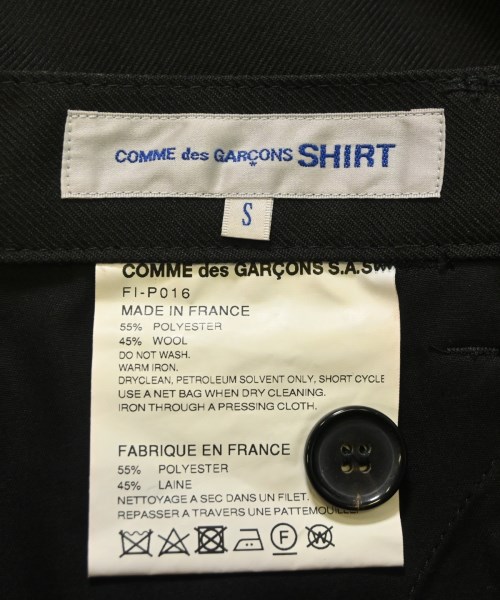 COMME des GARÇONS SHIRT
S
COMME des GARÇONS S.A.S
FI-P016
MADE IN FRANCE
55% POLYESTER
45% WOOL
DO NOT WASH.
WARM IRON.
DRYCLEAN, PETROLEUM SOLVENT ONLY, SHORT CYCLE
USE A NET BAG WHEN DRY CLEANING.
IRON THROUGH A PRESSING CLOTH.
FABRIQUE EN FRANCE
55% POLYESTER
45% LAINE
NETTOYAGE A SEC DANS UN FILET.
REPASSER A TRAVERS UNE PATTEMOUILLE
F
W